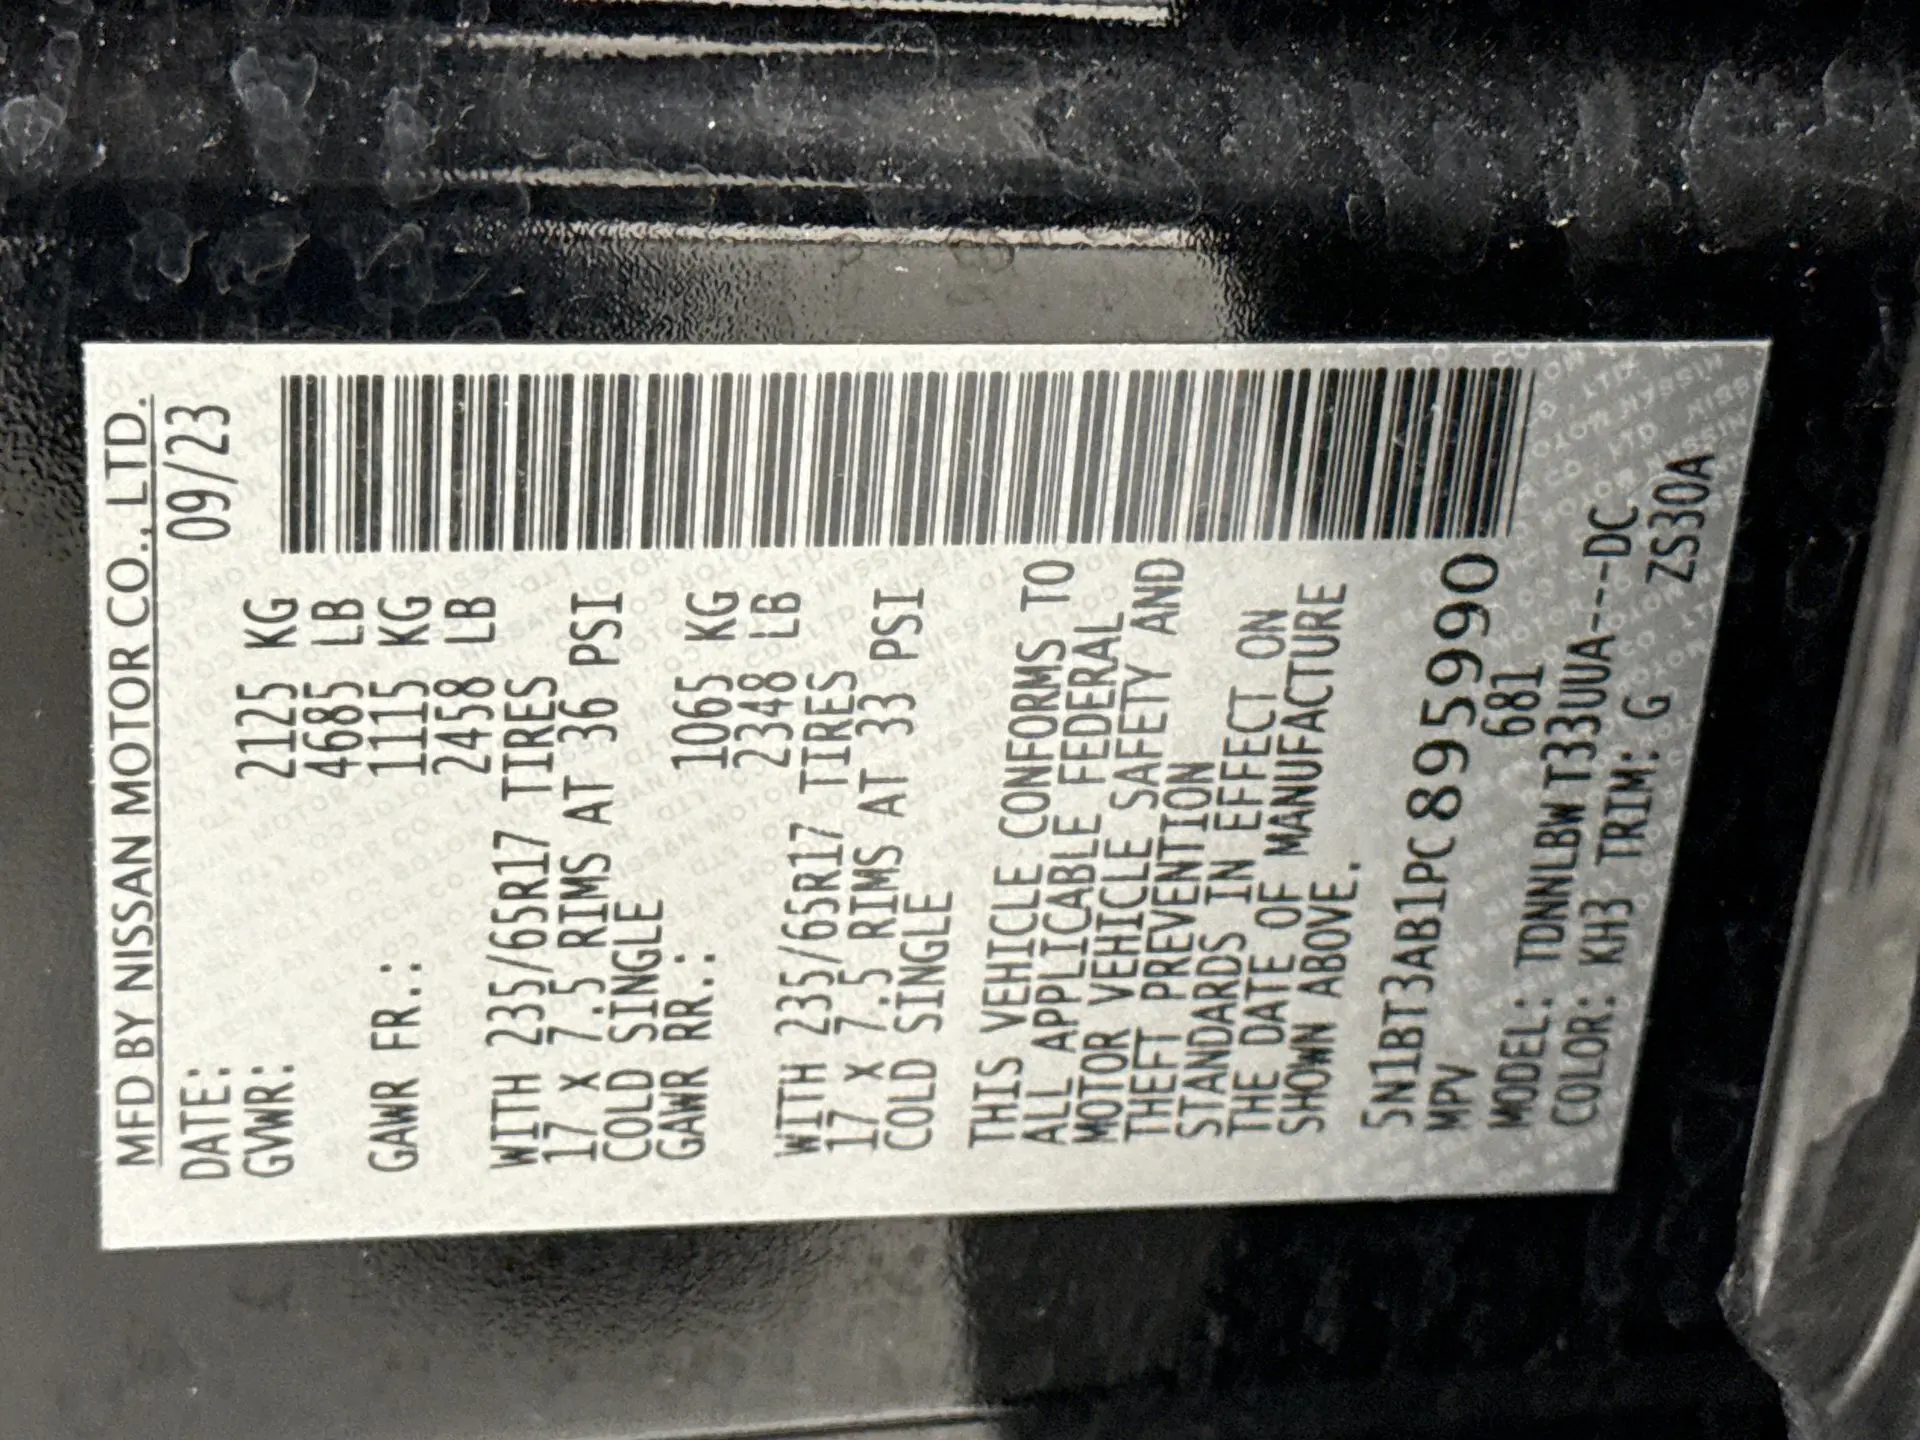 MFD BY NISSAN MOTOR CO., LTD.
DATE: 09/23
GVWR: 2125 KG
4685 LB
GAWR FR.: 1115 KG
2458 LB
WITH 235/65R17 TIRES
17 X 7.5 RIMS AT 36 PSI
COLD SINGLE
GAWR RR.: 1065 KG
2348 LB
WITH 235/65R17 TIRES
17 X 7.5 RIMS AT 33 PSI
COLD SINGLE
THIS VEHICLE CONFORMS TO
ALL APPLICABLE FEDERAL
MOTOR VEHICLE SAFETY AND
THEFT PREVENTION
STANDARDS IN EFFECT ON
THE DATE OF MANUFACTURE
SHOWN ABOVE.
5N1BT3AB1PC895990
MPV 681
MODEL: TDNNLBW T33UUA---DC
COLOR: KH3 TRIM: G ZS30A